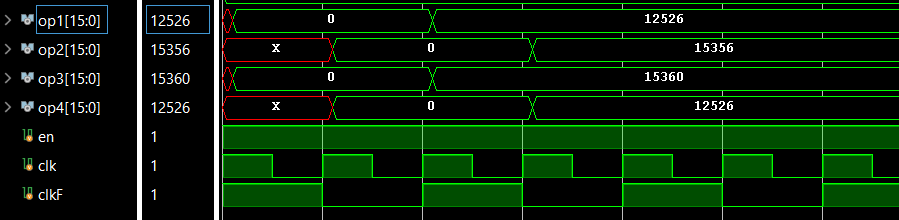 op1[15:0] 12526 0 12526
op2[15:0] 15356 X 0 15356
op3[15:0] 15360 0 15360
op4[15:0] 12526 X 0 12526
en 1
clk 1
clkF 1